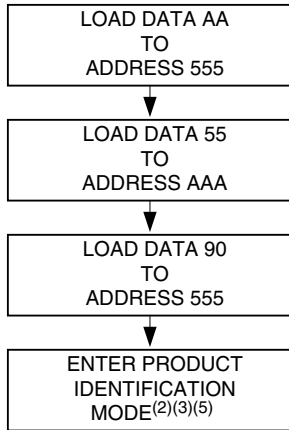 LOAD DATA AA
TO
ADDRESS 555
LOAD DATA 55
TO
ADDRESS AAA
LOAD DATA 90
TO
ADDRESS 555
ENTER PRODUCT
IDENTIFICATION
MODE(2)(3)(5)